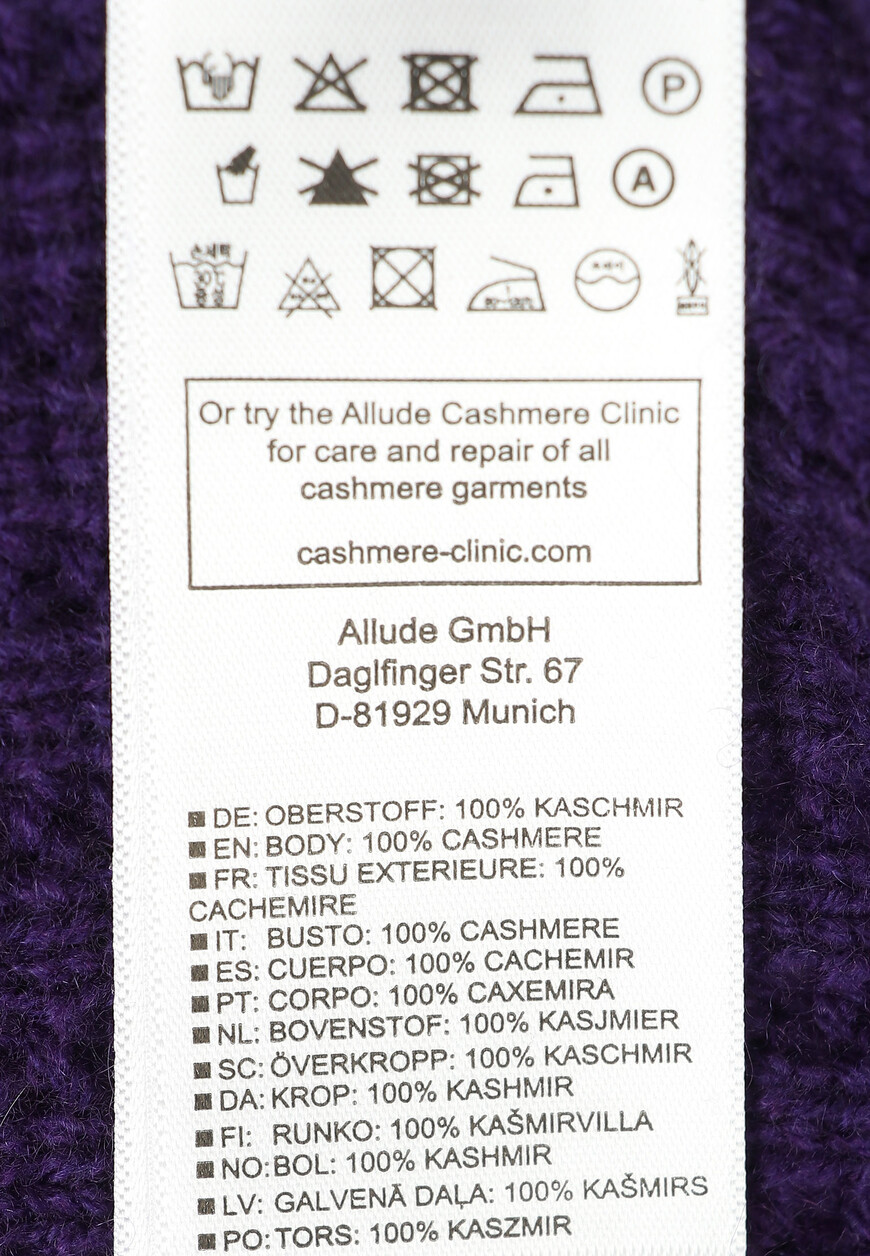 P
A
Or try the Allude Cashmere Clinic
for care and repair of all
cashmere garments
cashmere-clinic.com
Allude GmbH
Daglfinger Str. 67
D-81929 Munich
DE: OBERSTOFF: 100% KASCHMIR
EN: BODY: 100% CASHMERE
FR: TISSU EXTERIEURE: 100%
CACHEMIRE
IT: BUSTO: 100% CASHMERE
ES: CUERPO: 100% CACHEMIR
PT: CORPO: 100% CAXEMIRA
NL: BOVENSTOF: 100% KASJMIER
SC: ÖVERKROPP: 100% KASCHMIR
DA: KROP: 100% KASHMIR
FI: RUNKO: 100% KAŠMIRVILLA
NO: BOL: 100% KASHMIR
LV: GALVENĀ DAĻA: 100% KAŠMIRS
PO: TORS: 100% KASZMIR